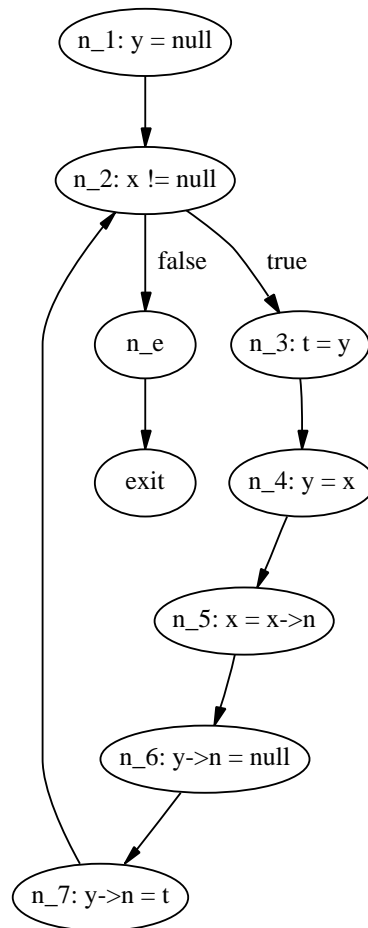 n_1: y = null
n_2: x != null
false
true
n_e
n_3: t = y
exit
n_4: y = x
n_5: x = x->n
n_6: y->n = null
n_7: y->n = t